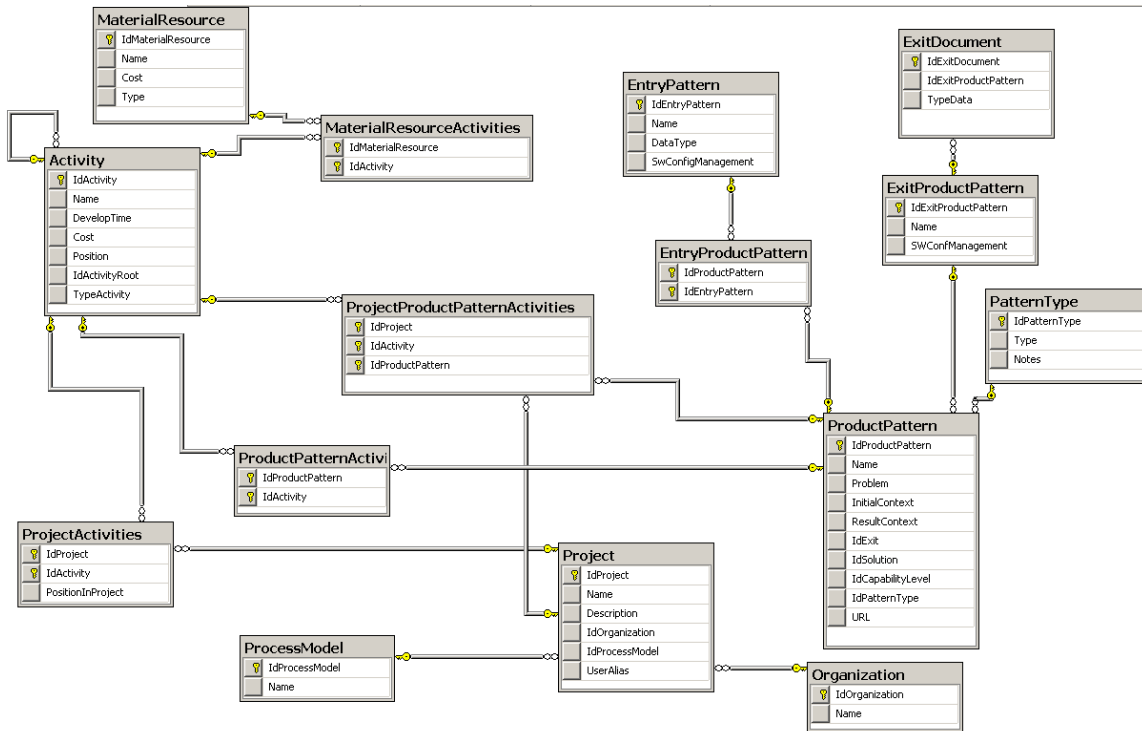 MaterialResource
IdMaterialResource
Name
Cost
Type
ExitDocument
IdExitDocument
IdExitProductPattern
TypeData
EntryPattern
IdEntryPattern
Name
DataType
SwConfigManagement
MaterialResourceActivities
IdMaterialResource
IdActivity
Activity
IdActivity
Name
DevelopTime
Cost
Position
IdActivityRoot
TypeActivity
ExitProductPattern
IdExitProductPattern
Name
SWConfManagement
EntryProductPattern
IdProductPattern
IdEntryPattern
ProjectProductPatternActivities
IdProject
IdActivity
IdProductPattern
PatternType
IdPatternType
Type
Notes
ProductPattern
IdProductPattern
Name
Problem
InitialContext
ResultContext
IdExit
IdSolution
IdCapabilityLevel
IdPatternType
URL
ProductPatternActivi
IdProductPattern
IdActivity
ProjectActivities
IdProject
IdActivity
PositionInProject
Project
IdProject
Name
Description
IdOrganization
IdProcessModel
UserAlias
ProcessModel
IdProcessModel
Name
Organization
IdOrganization
Name